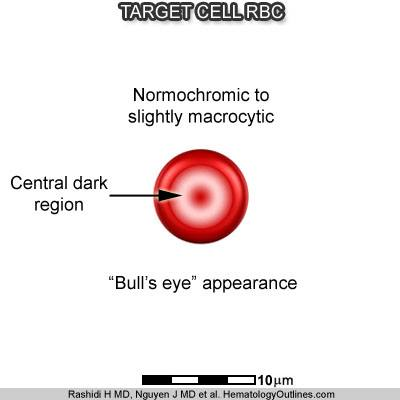 TARGET CELL RBC
Normochromic to
slightly macrocytic
Central dark
region
“Bull’s eye” appearance
10μm
Rashidi H MD, Nguyen J MD et al. HematologyOutlines.com